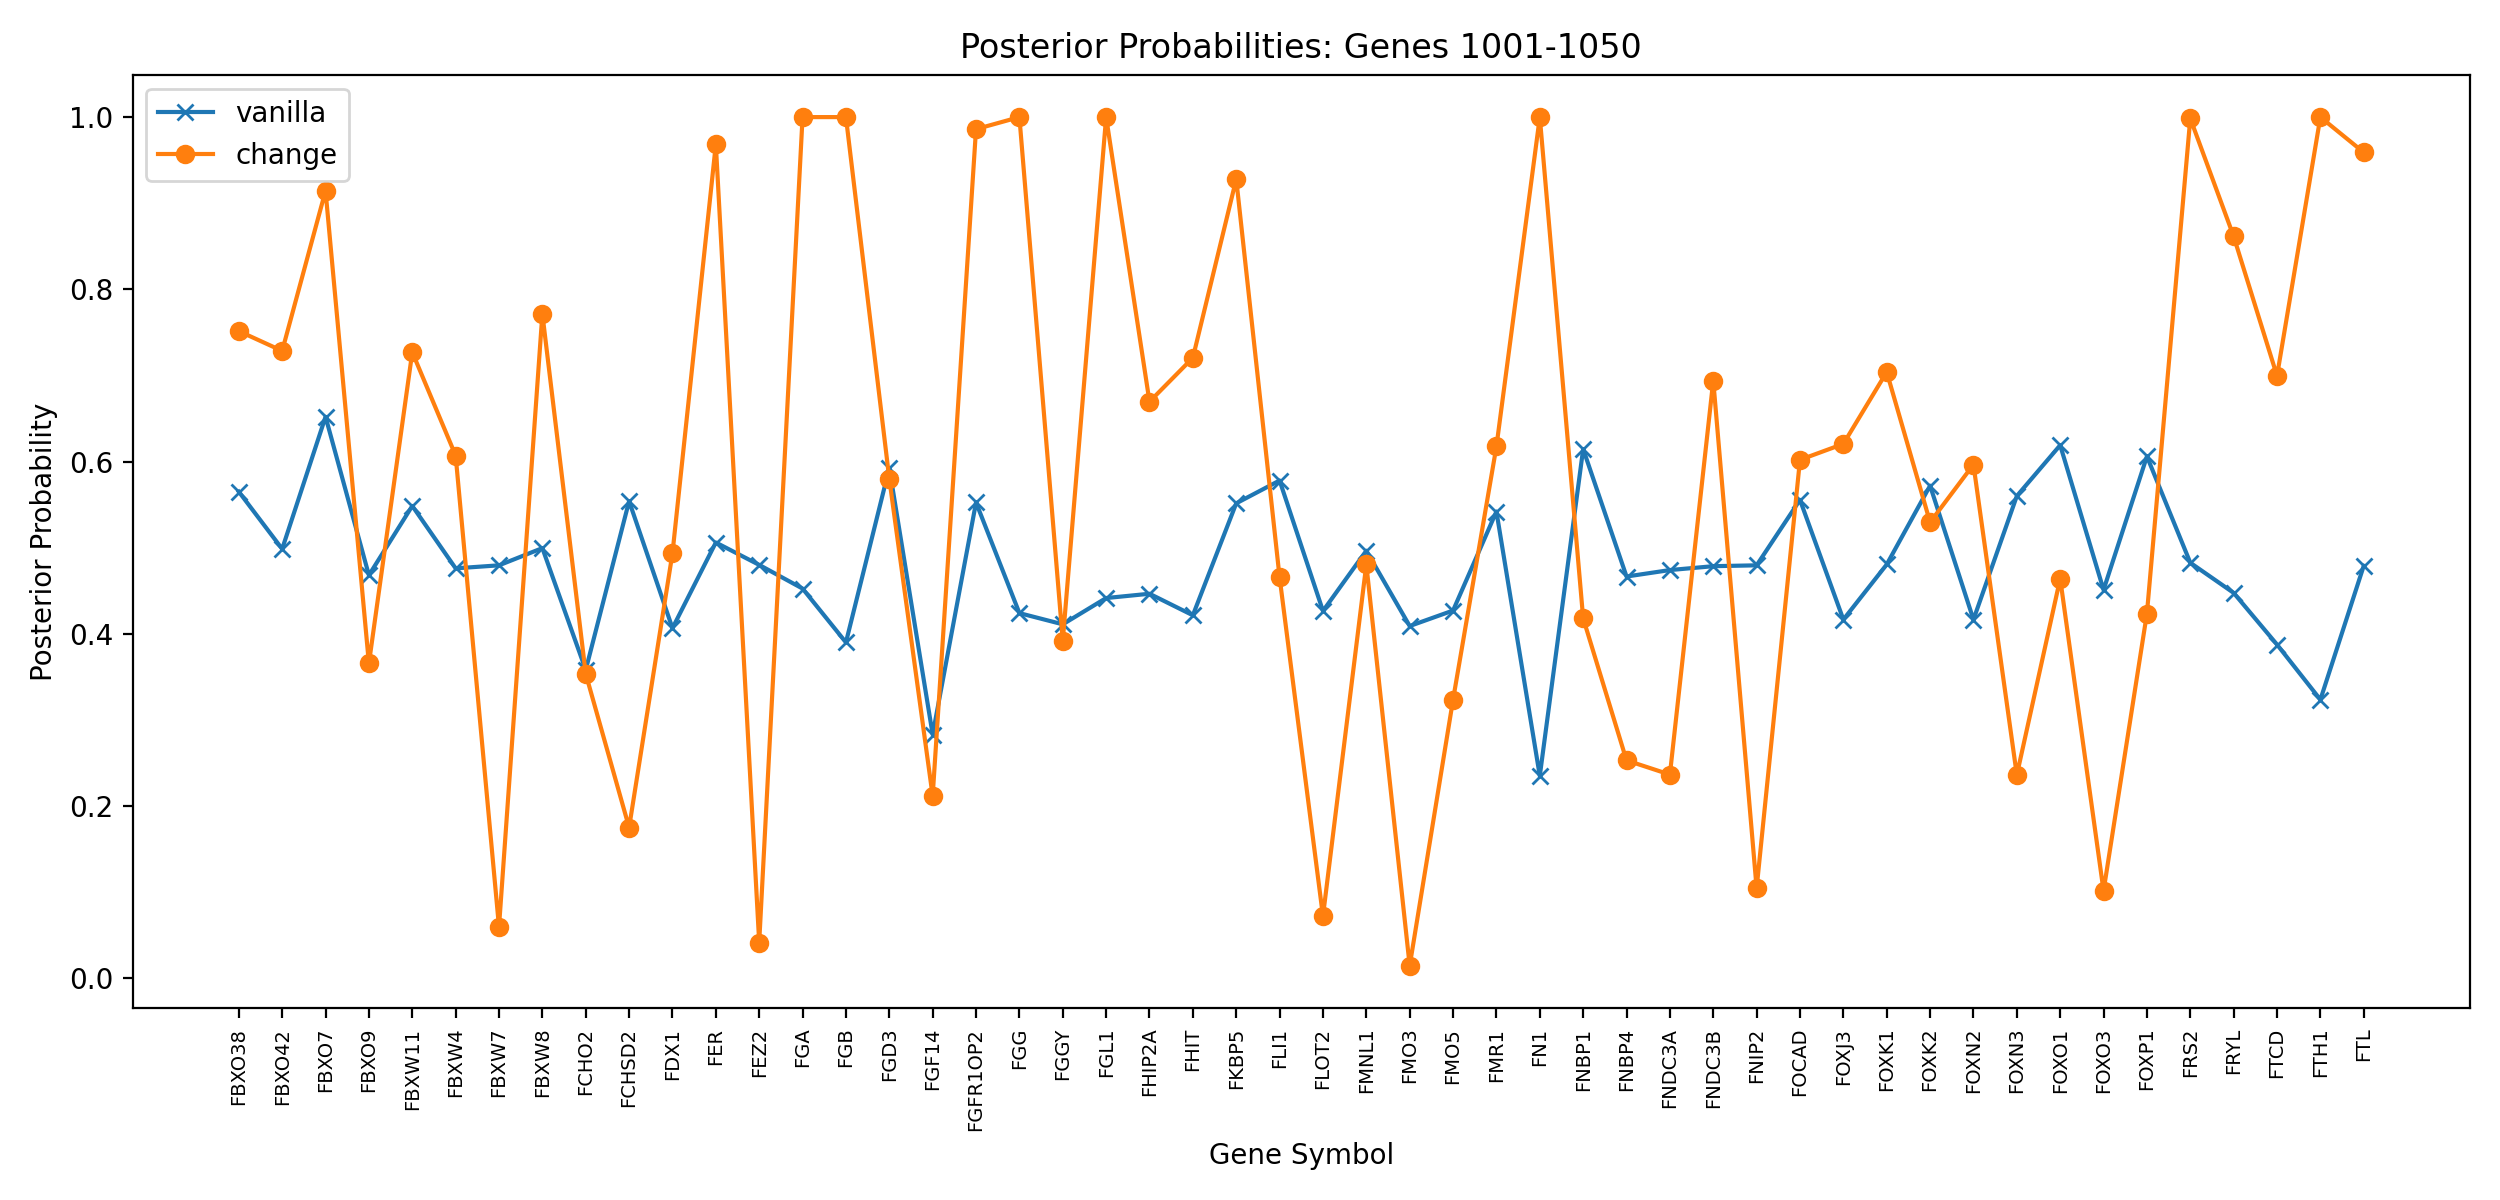 Posterior Probabilities: Genes 1001-1050
vanilla
change
Posterior Probability
1.0
0.8
0.6
0.4
0.2
0.0
FBXO38
FBXO42
FBXO7
FBXO9
FBXW11
FBXW4
FBXW7
FBXW8
FCHO2
FCHSD2
FDX1
FER
FEZ2
FGA
FGB
FGD3
FGF14
FGFR1OP2
FGG
FGGY
FGL1
FHIP2A
FHIT
FKBP5
FLI1
FLOT2
FMNL1
FMO3
FMO5
FMR1
FN1
FNBP1
FNBP4
FNDC3A
FNDC3B
FNIP2
FOCAD
FOXJ3
FOXK1
FOXK2
FOXN2
FOXN3
FOXO1
FOXO3
FOXP1
FRS2
FRYL
FTCD
FTH1
FTL
Gene Symbol